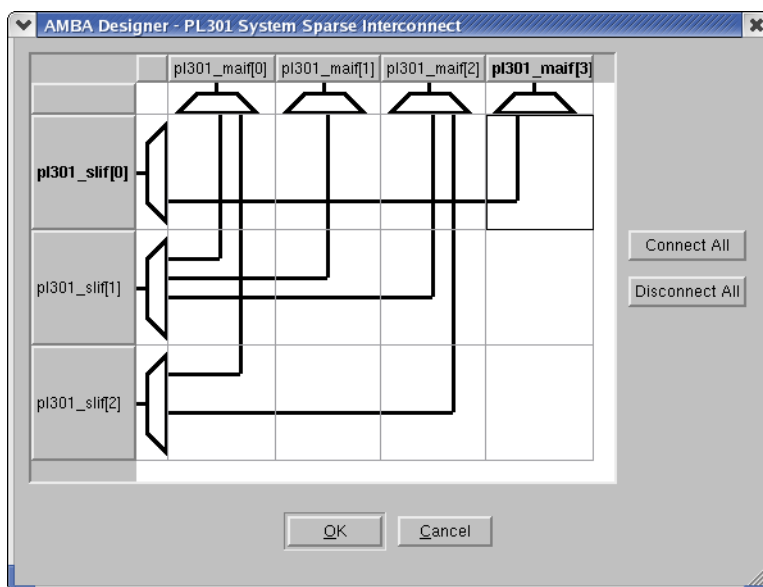 AMBA Designer - PL301 System Sparse Interconnect
pl301_maif[0] pl301_maif[1] pl301_maif[2] pl301_maif[3]
pl301_slif[0]
pl301_slif[1]
pl301_slif[2]
Connect All
Disconnect All
OK Cancel